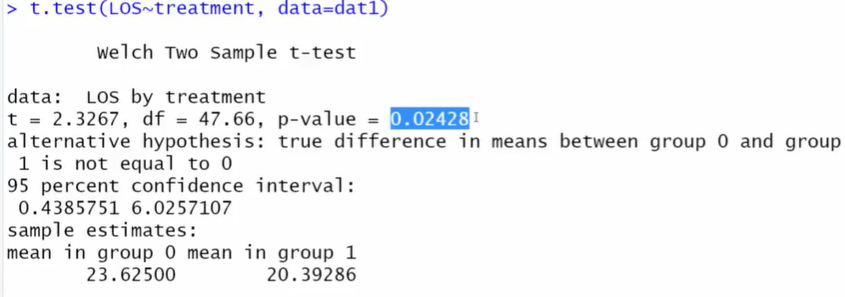 > t.test(LOS~treatment, data=dat1)
Welch Two Sample t-test
data:  LOS by treatment
t = 2.3267, df = 47.66, p-value = 0.02428
alternative hypothesis: true difference in means between group 0 and group
1 is not equal to 0
95 percent confidence interval:
0.4385751 6.0257107
sample estimates:
mean in group 0 mean in group 1
23.62500        20.39286